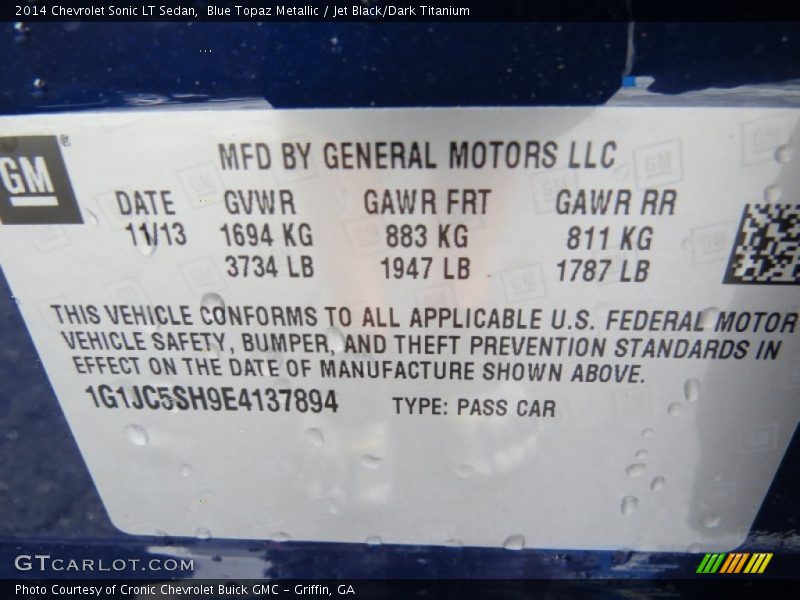 2014 Chevrolet Sonic LT Sedan,  Blue Topaz Metallic / Jet Black/Dark Titanium
GM®
MFD BY GENERAL MOTORS LLC
DATE GVWR GAWR FRT GAWR RR
11/13 1694 KG 883 KG 811 KG
3734 LB 1947 LB 1787 LB
THIS VEHICLE CONFORMS TO ALL APPLICABLE U.S. FEDERAL MOTOR
VEHICLE SAFETY, BUMPER, AND THEFT PREVENTION STANDARDS IN
EFFECT ON THE DATE OF MANUFACTURE SHOWN ABOVE.
1G1JC5SH9E4137894 TYPE: PASS CAR
GTCARLOT.COM
Photo Courtesy of Cronic Chevrolet Buick GMC – Griffin, GA